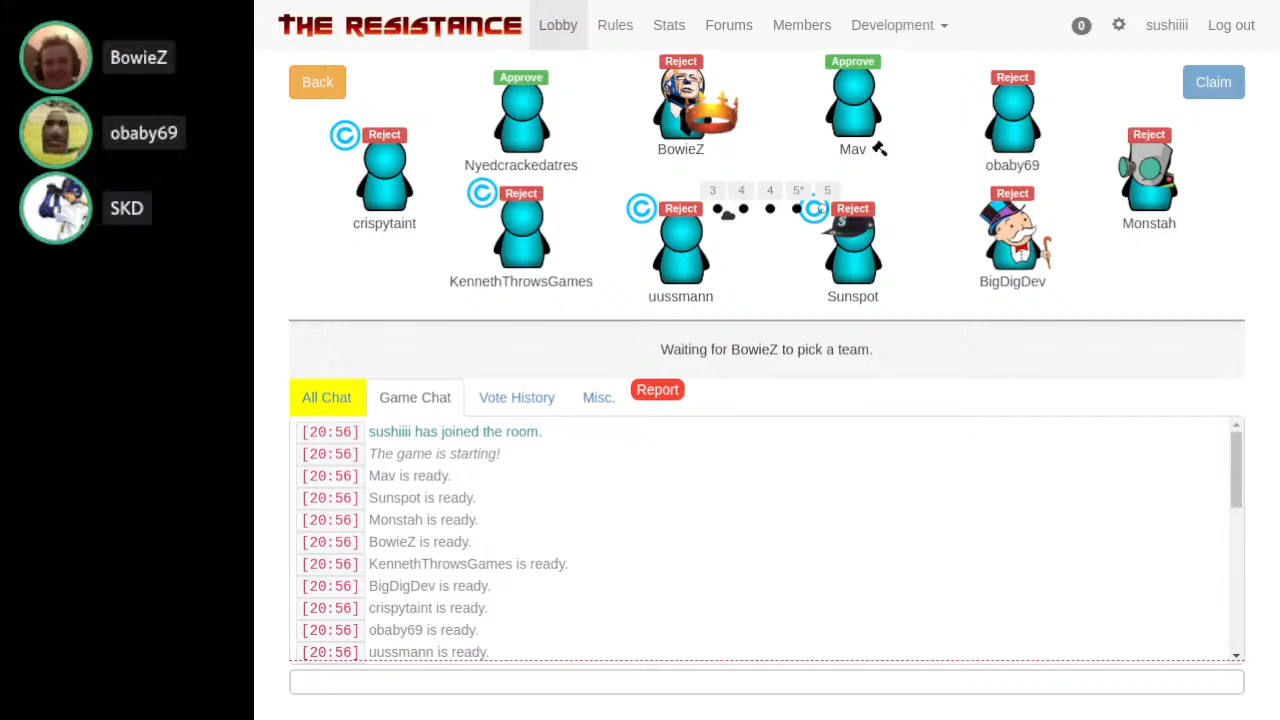 BowieZ
obaby69
SKD
THE RESISTANCE
Lobby
Rules
Stats
Forums
Members
Development
0
sushiiii
Log out
Back
Claim
Approve
Nyedcrackedatres
Reject
BowieZ
Approve
Mav
Reject
obaby69
C
Reject
crispytaint
Reject
Monstah
C
Reject
KennethThrowsGames
3 4 4 5* 5
C
Reject
uussmann
C
Reject
S
Sunspot
Reject
BigDigDev
Waiting for BowieZ to pick a team.
All Chat
Game Chat
Vote History
Misc.
Report
[20:56] sushiiii has joined the room.
[20:56] The game is starting!
[20:56] Mav is ready.
[20:56] Sunspot is ready.
[20:56] Monstah is ready.
[20:56] BowieZ is ready.
[20:56] KennethThrowsGames is ready.
[20:56] BigDigDev is ready.
[20:56] crispytaint is ready.
[20:56] obaby69 is ready.
[20:56] uussmann is ready.